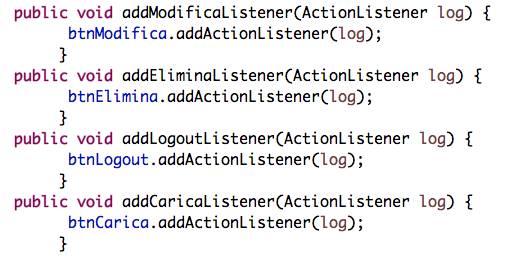 public void addModificaListener(ActionListener log) {
btnModifica.addActionListener(log);
}
public void addEliminaListener(ActionListener log) {
btnElimina.addActionListener(log);
}
public void addLogoutListener(ActionListener log) {
btnLogout.addActionListener(log);
}
public void addCaricaListener(ActionListener log) {
btnCarica.addActionListener(log);
}